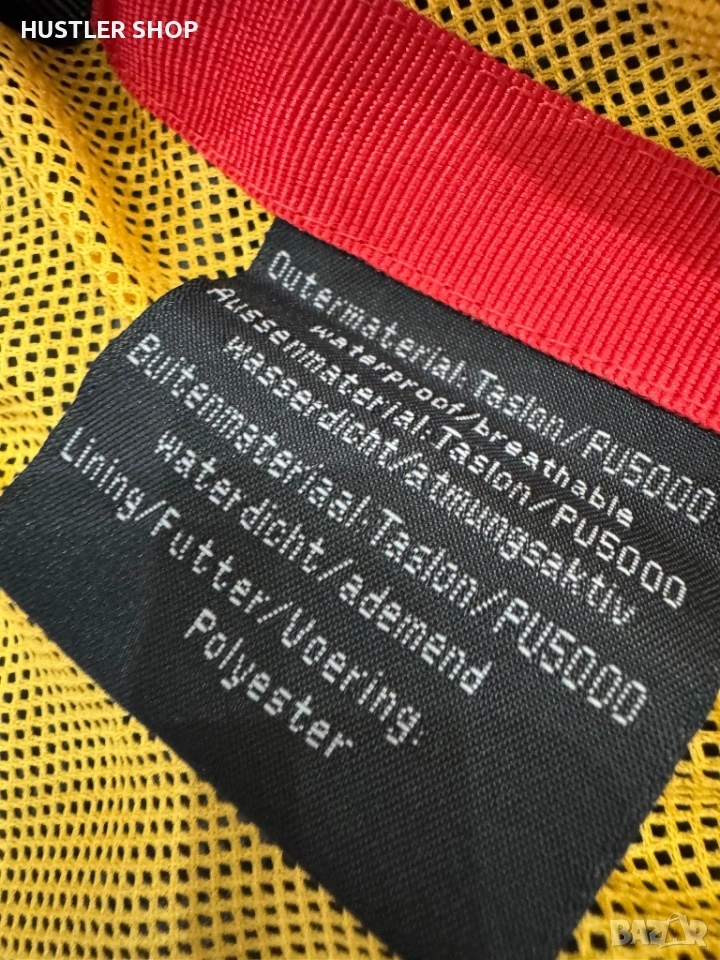 HUSTLER SHOP
Outermaterial:Taslon/PU5000
waterproof/breathable
Aussenmaterial:Taslon/PU5000
wasserdicht/atmungsaktiv
Buitenmateriaal:Taslon/PU5000
waterdicht/ademend
Lining/Futter/Voering:
Polyester
BAZAR